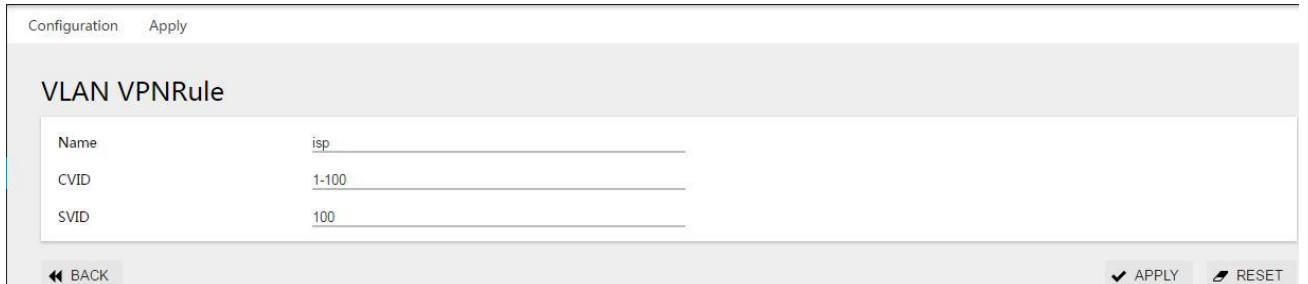 Configuration Apply
VLAN VPNRule
Name isp
CVID 1-100
SVID 100
BACK APPLY RESET